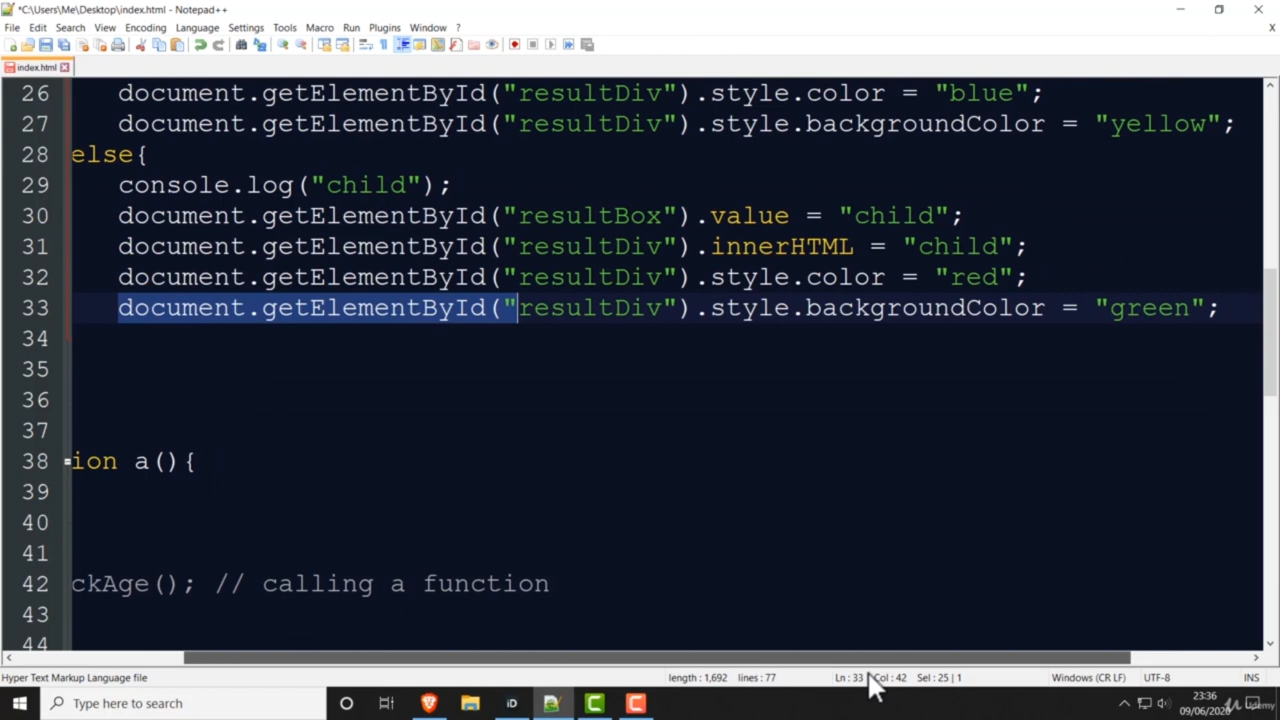 *C:\Users\Me\Desktop\index.html - Notepad++
File Edit Search View Encoding Language Settings Tools Macro Run Plugins Window ?
X
index.html
26 document.getElementById("resultDiv").style.color = "blue";
27 document.getElementById("resultDiv").style.backgroundColor = "yellow";
28 else{
29 console.log("child");
30 document.getElementById("resultBox").value = "child";
31 document.getElementById("resultDiv").innerHTML = "child";
32 document.getElementById("resultDiv").style.color = "red";
33 document.getElementById("resultDiv").style.backgroundColor = "green";
34
35
36
37
38 ion a(){
39
40
41
42 ckAge(); // calling a function
43
44
Hyper Text Markup Language file length : 1,692 lines : 77 Ln : 33 Col : 42 Sel : 25 | 1 Windows (CR LF) UTF-8 INS
Type here to search iD 23:36
09/06/2020 Udemy